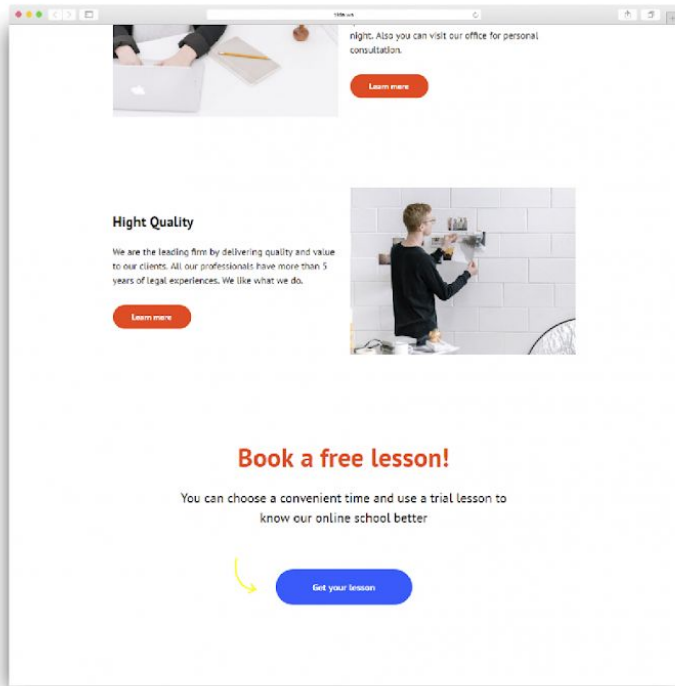 night. Also you can visit our office for personal
consultation.
Learn more
Hight Quality
We are the leading firm by delivering quality and value
to our clients. All our professionals have more than 5
years of legal experiences. We like what we do.
Learn more
Book a free lesson!
You can choose a convenient time and use a trial lesson to
know our online school better
Get your lesson